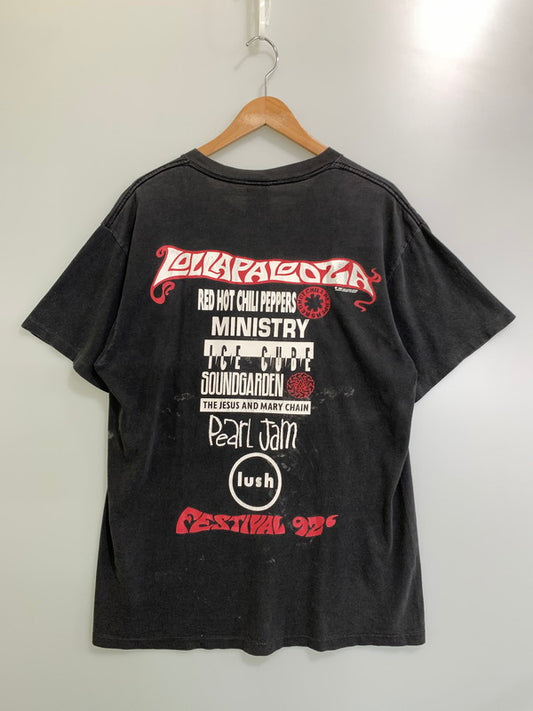 LOLLAPALOOZA
RED HOT CHILI PEPPERS
MINISTRY
ICE CUBE
SOUNDGARDEN
THE JESUS AND MARY CHAIN
Pearl Jam
lush
FESTIVAL 92